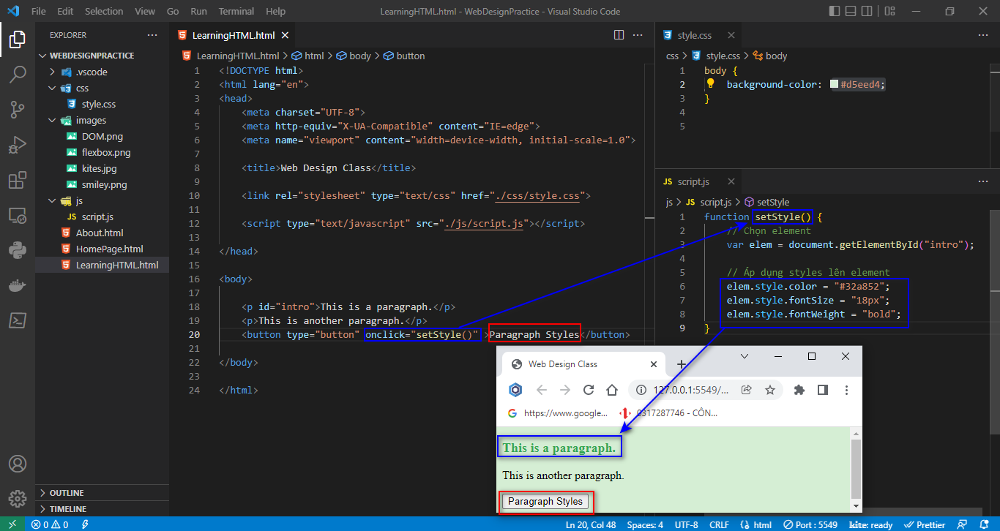 File Edit Selection View Go Run Terminal Help
LearningHTML.html - WebDesignPractice - Visual Studio Code
EXPLORER
WEBDESIGNPRACTICE
.vscode
css
style.css
images
DOM.png
flexbox.png
kites.jpg
smiley.png
js
JS script.js
About.html
HomePage.html
LearningHTML.html
OUTLINE
TIMELINE
LearningHTML.html
LearningHTML.html > html > body > button
1 <!DOCTYPE html>
2 <html lang="en">
3 <head>
4 <meta charset="UTF-8">
5 <meta http-equiv="X-UA-Compatible" content="IE=edge">
6 <meta name="viewport" content="width=device-width, initial-scale=1.0">
7
8 <title>Web Design Class</title>
9
10 <link rel="stylesheet" type="text/css" href="./css/style.css">
11
12 <script type="text/javascript" src="./js/script.js"></script>
13
14 </head>
15
16 <body>
17
18 <p id="intro">This is a paragraph.</p>
19 <p>This is another paragraph.</p>
20 <button type="button" onclick="setStyle()" >Paragraph Styles</button>
21
22 </body>
23
24 </html>
style.css
css > style.css > body
1 body {
2 background-color: #d5eed4;
3 }
4
5
JS script.js
js > JS script.js > setStyle
1 function setStyle() {
2 // Chọn element
3 var elem = document.getElementById("intro");
4
5 // Áp dụng styles lên element
6 elem.style.color = "#32a852";
7 elem.style.fontSize = "18px";
8 elem.style.fontWeight = "bold";
9 }
Web Design Class
127.0.0.1:5549/...
https://www.google...
0317287746 - CÔN...
This is a paragraph.
This is another paragraph.
Paragraph Styles
0 0
Ln 20, Col 48 Spaces: 4 UTF-8 CRLF html Port : 5549 kite: ready Prettier